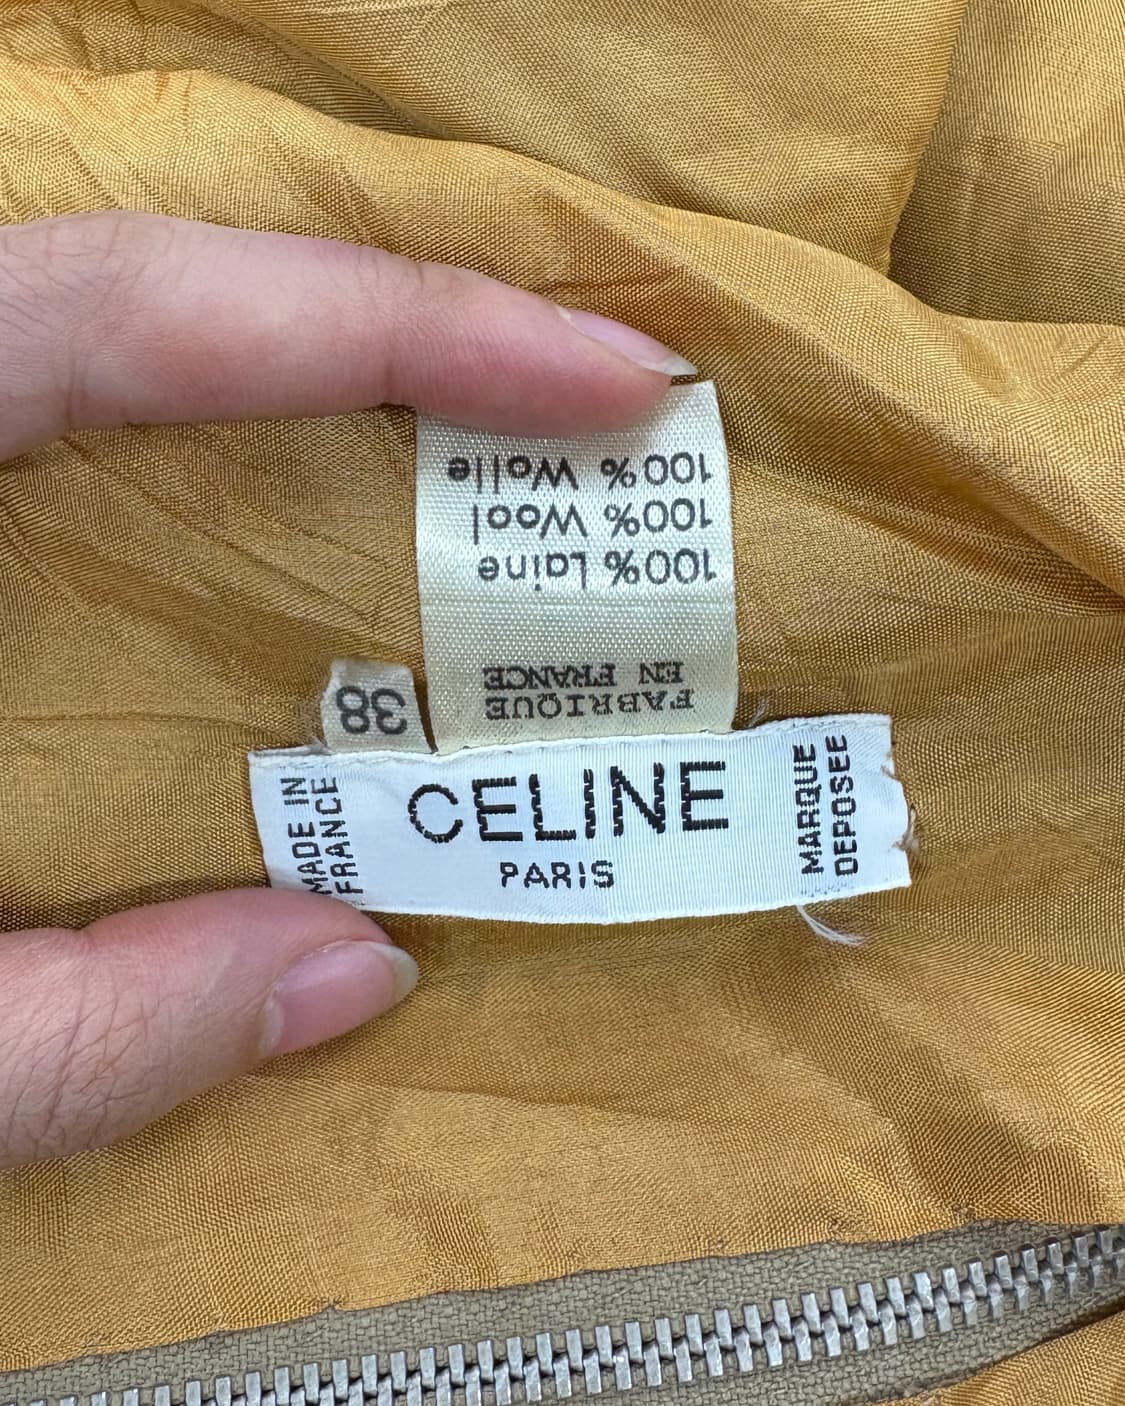 100% Wolle
100% Wool
100% Laine
FABRIQUE
EN FRANCE
38
MADE IN
FRANCE
CELINE
PARIS
MARQUE
DEPOSEE